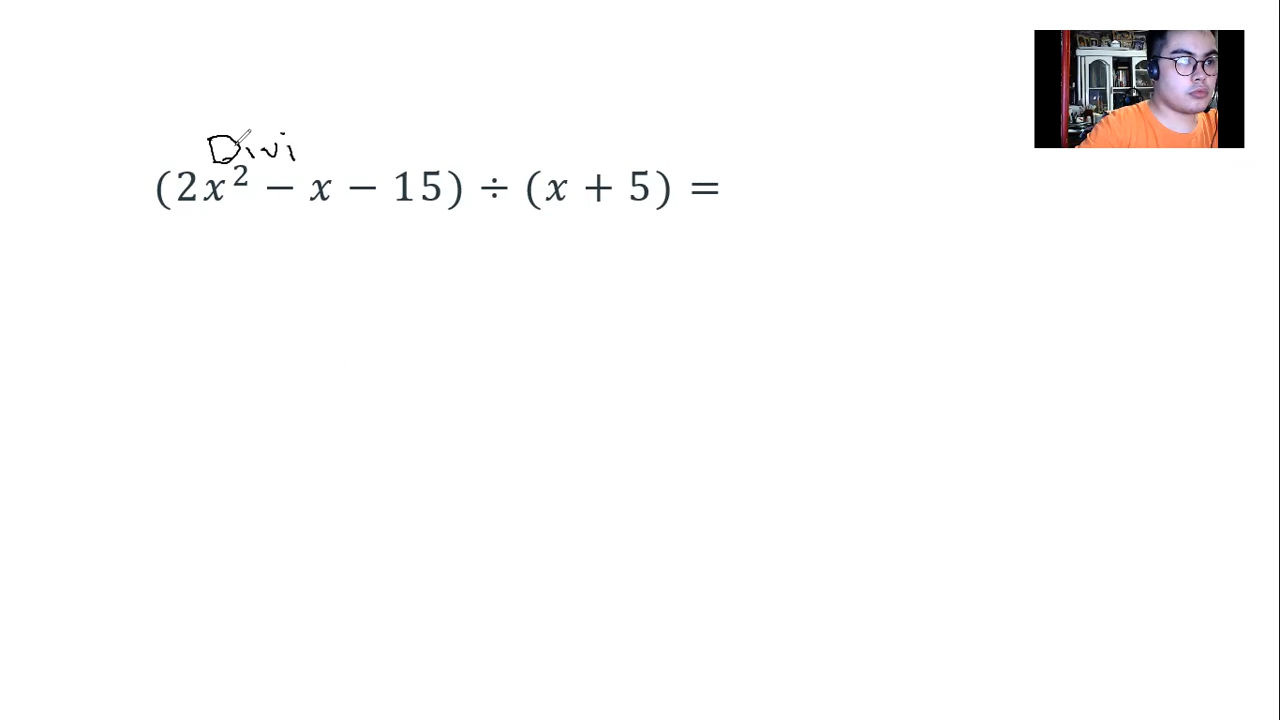 Divi
(2x² − x − 15) ÷ (x + 5) =